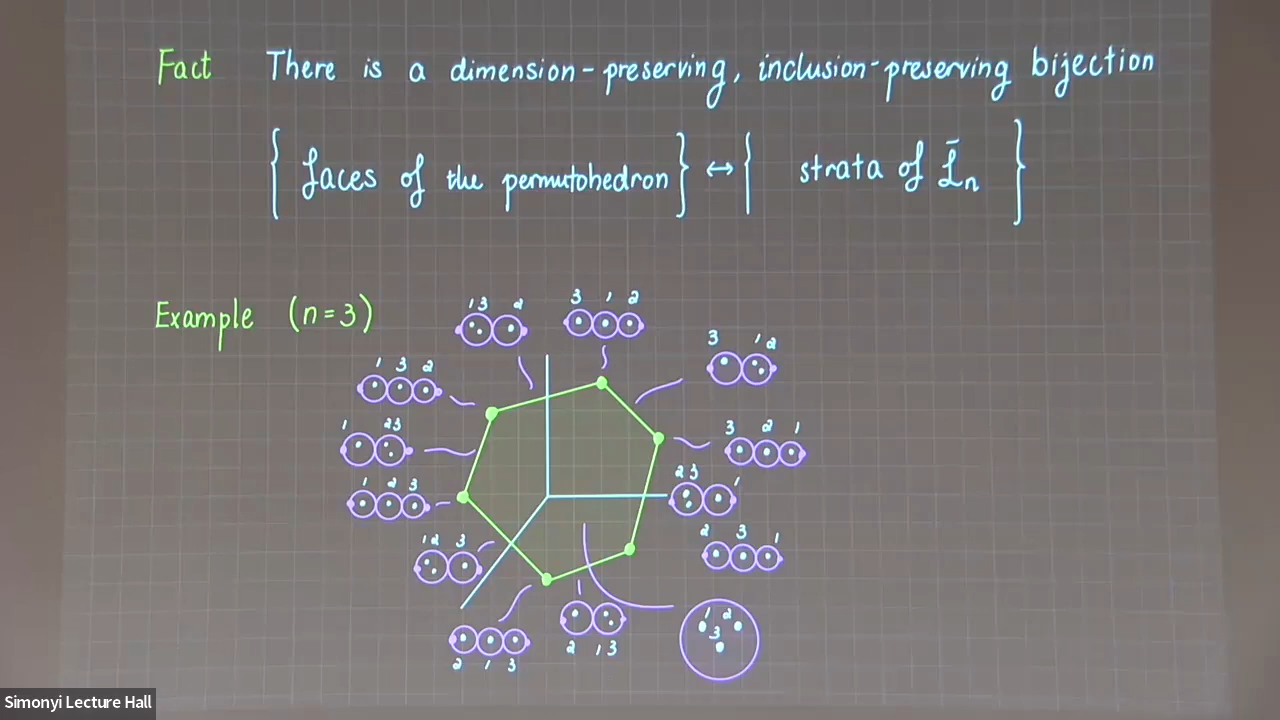 Fact There is a dimension-preserving, inclusion-preserving bijection
{ faces of the permutohedron } ↔ { strata of L̄n }
Example (n=3)
13 2
3 1 2
3 12
1 3 2
1 23
3 2 1
1 2 3
23 1
2 3 1
12 3
2 1 3
2 13
1 2
3
Simonyi Lecture Hall